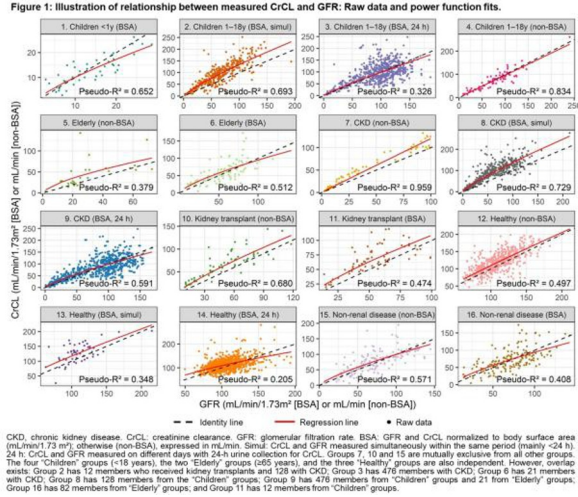 Figure 1: Illustration of relationship between measured CrCL and GFR: Raw data and power function fits.
1. Children <1y (BSA)
2. Children 1–18y (BSA, simul)
3. Children 1–18y (BSA, 24 h)
4. Children 1–18y (non-BSA)
Pseudo-R² = 0.652
Pseudo-R² = 0.693
Pseudo-R² = 0.326
Pseudo-R² = 0.834
5. Elderly (non-BSA)
6. Elderly (BSA)
7. CKD (non-BSA)
8. CKD (BSA, simul)
Pseudo-R² = 0.379
Pseudo-R² = 0.512
Pseudo-R² = 0.959
Pseudo-R² = 0.729
9. CKD (BSA, 24 h)
10. Kidney transplant (non-BSA)
11. Kidney transplant (BSA)
12. Healthy (non-BSA)
Pseudo-R² = 0.591
Pseudo-R² = 0.680
Pseudo-R² = 0.474
Pseudo-R² = 0.497
13. Healthy (BSA, simul)
14. Healthy (BSA, 24 h)
15. Non-renal disease (non-BSA)
16. Non-renal disease (BSA)
Pseudo-R² = 0.348
Pseudo-R² = 0.205
Pseudo-R² = 0.571
Pseudo-R² = 0.408
CrCL (mL/min/1.73m² [BSA] or mL/min [non-BSA])
GFR (mL/min/1.73m² [BSA] or mL/min [non-BSA])
Identity line
Regression line
Raw data
CKD, chronic kidney disease. CrCL: creatinine clearance. GFR: glomerular filtration rate. BSA: GFR and CrCL normalized to body surface area
(mL/min/1.73 m²); otherwise (non-BSA), expressed in mL/min. Simul: CrCL and GFR measured simultaneously within the same period (mainly <24 h).
24 h: CrCL and GFR measured on different days with 24-h urine collection for CrCL. Groups 7, 10 and 15 are mutually exclusive from all other groups.
The four "Children" groups (<18 years), the two "Elderly" groups (≥65 years), and the three "Healthy" groups are also independent. However, overlap
exists: Group 2 has 12 members who received kidney transplants and 128 with CKD; Group 3 has 476 members with CKD; Group 6 has 21 members
with CKD; Group 8 has 128 members from the "Children" groups; Group 9 has 476 members from "Children" groups and 21 from "Elderly" groups;
Group 16 has 82 members from "Elderly" groups; and Group 11 has 12 members from "Children" groups.